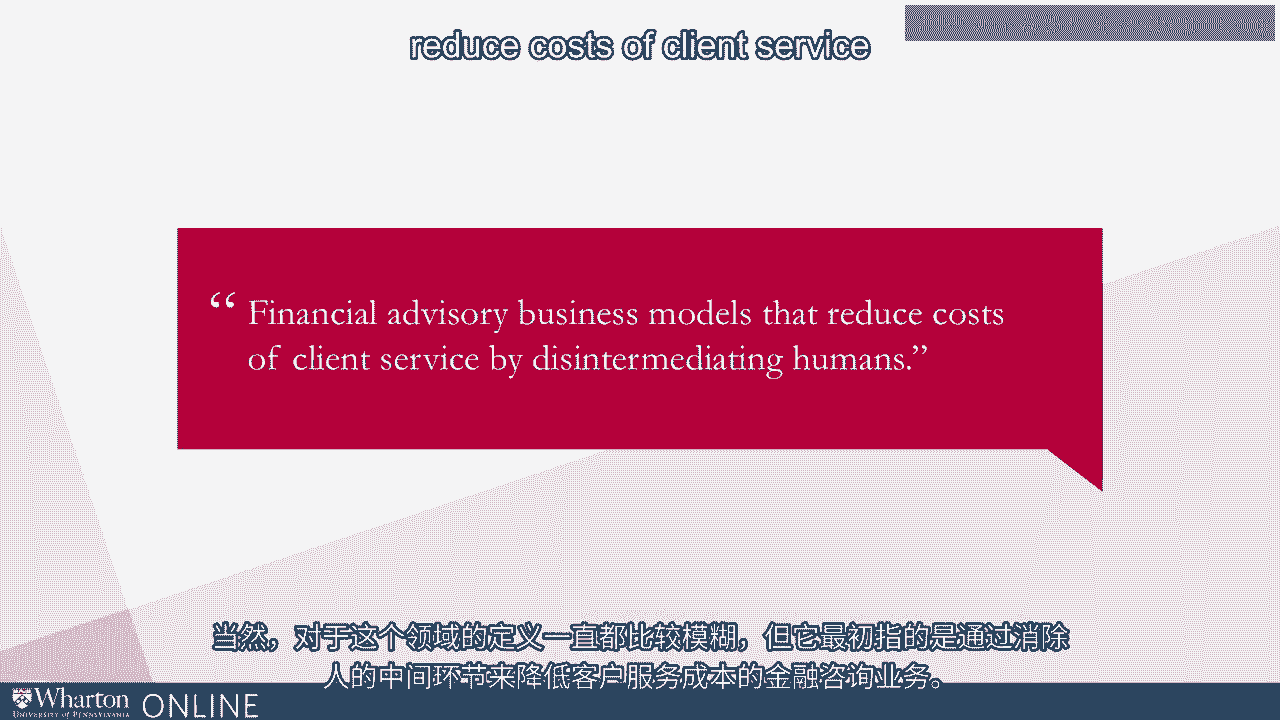 reduce costs of client service
“ Financial advisory business models that reduce costs
of client service by disintermediating humans.”
当然，对于这个领域的定义一直都比较模糊，但它最初指的是通过消除
人的中间环节来降低客户服务成本的金融咨询业务。
Wharton ONLINE
UNIVERSITY of PENNSYLVANIA